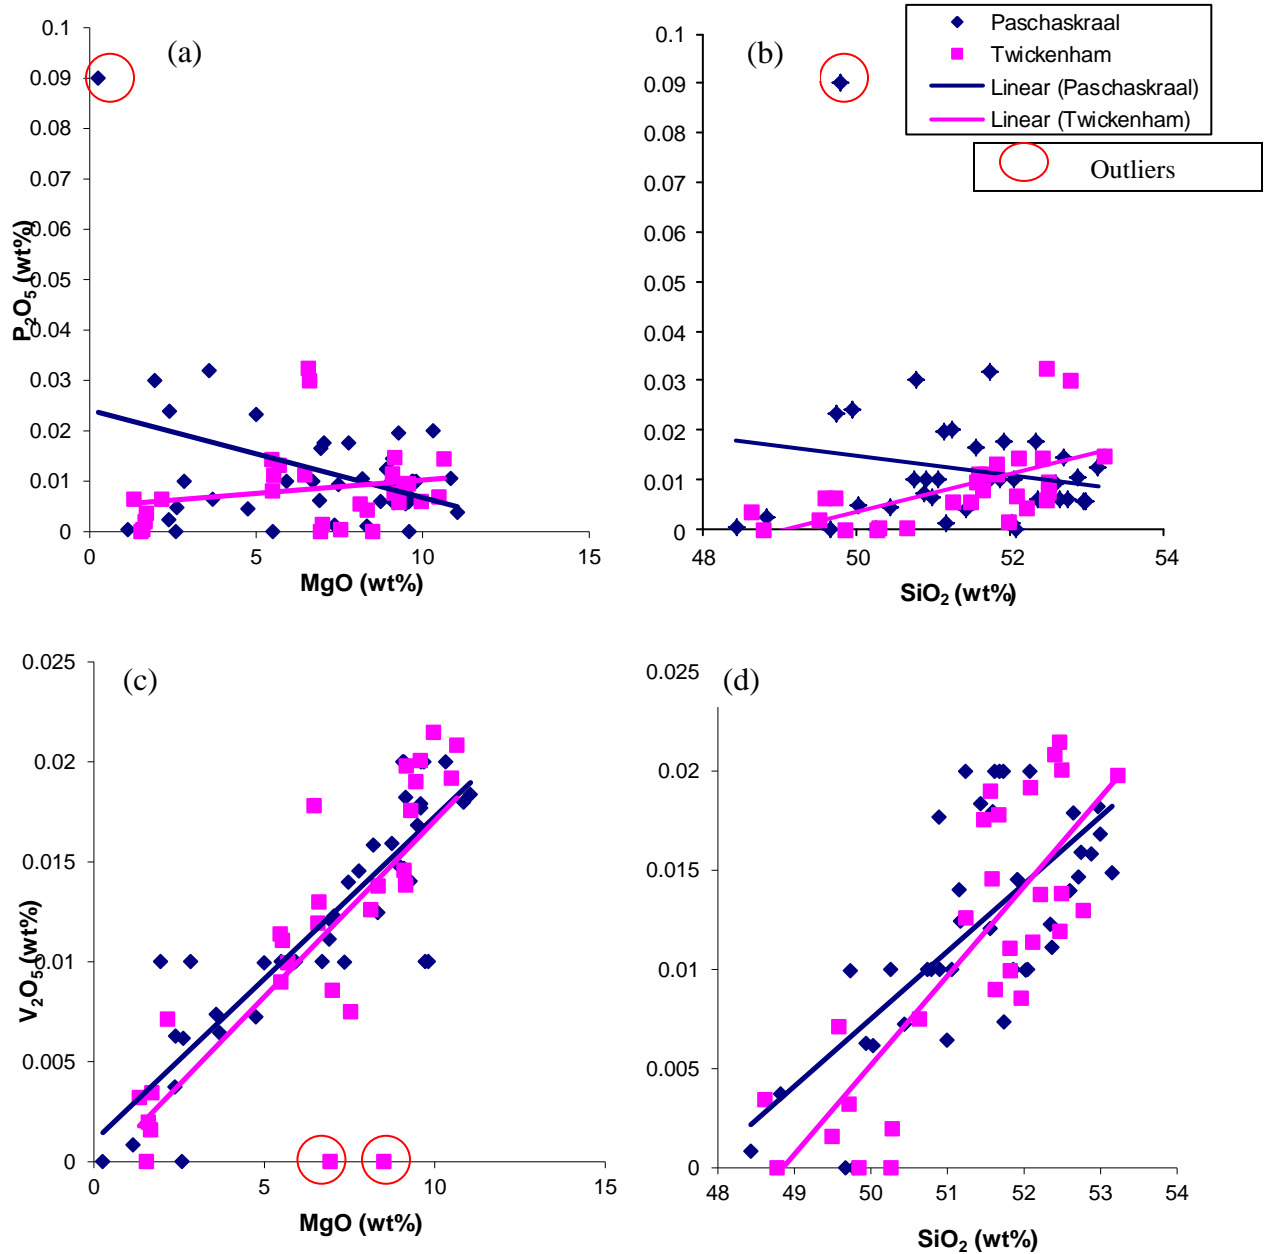 (a)
0.1
0.09
0.08
0.07
0.06
0.05
0.04
0.03
0.02
0.01
0
P2O5 (wt%)
0 5 10 15
MgO (wt%)
(b)
0.1
0.09
0.08
0.07
0.06
0.05
0.04
0.03
0.02
0.01
0
48 50 52 54
SiO2 (wt%)
Paschaskraal
Twickenham
Linear (Paschaskraal)
Linear (Twickenham)
Outliers
(c)
0.025
0.02
0.015
0.01
0.005
0
V2O5 (wt%)
0 5 10 15
MgO (wt%)
(d)
0.025
0.02
0.015
0.01
0.005
0
48 49 50 51 52 53 54
SiO2 (wt%)